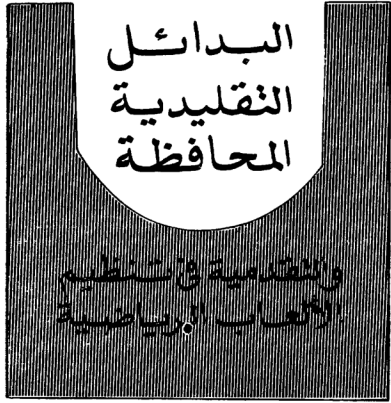 البدائل
التقليدية
المحافظة
والتقدمية في تنظيم
الألعاب الرياضية